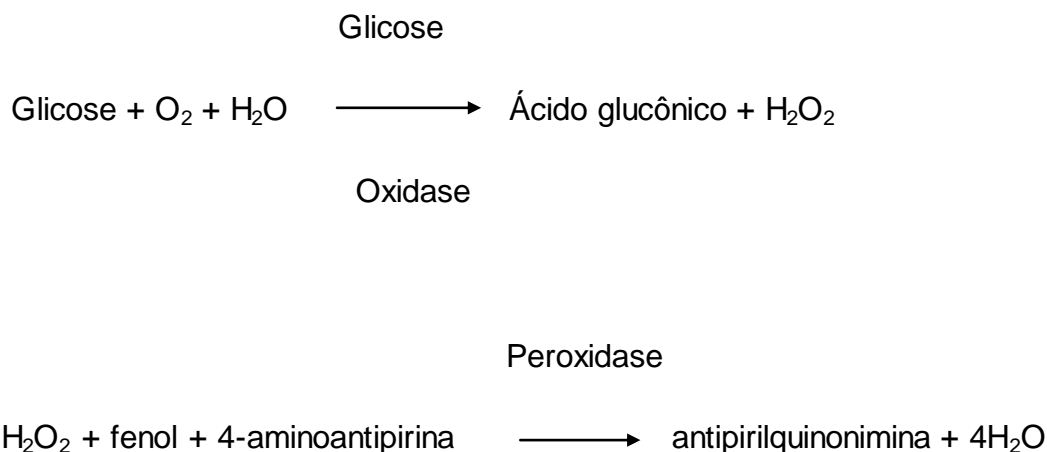 Glicose
Glicose + O₂ + H₂O ⟶ Ácido glucônico + H₂O₂
Oxidase
Peroxidase
H₂O₂ + fenol + 4-aminoantipirina ⟶ antipirilquinonimina + 4H₂O